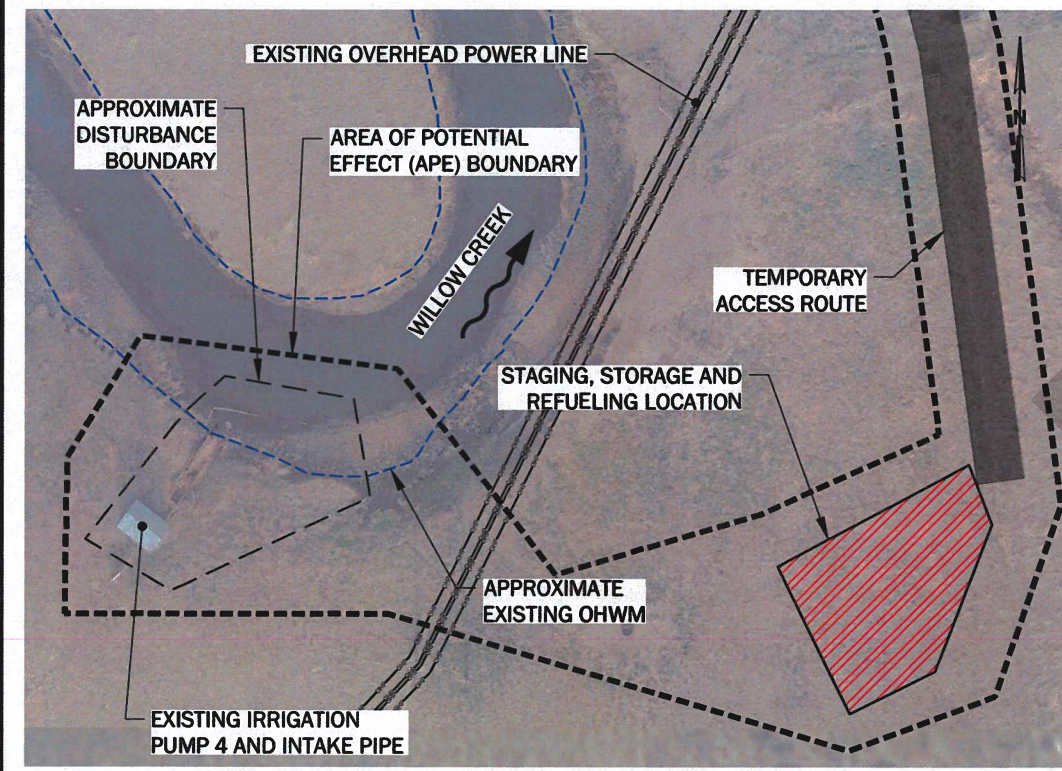 EXISTING OVERHEAD POWER LINE
APPROXIMATE
DISTURBANCE
BOUNDARY
AREA OF POTENTIAL
EFFECT (APE) BOUNDARY
N
WILLOW CREEK
TEMPORARY
ACCESS ROUTE
STAGING, STORAGE AND
REFUELING LOCATION
APPROXIMATE
EXISTING OHWM
EXISTING IRRIGATION
PUMP 4 AND INTAKE PIPE